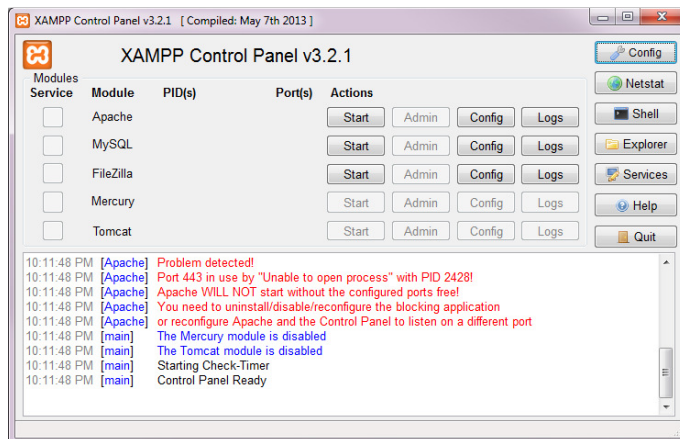 XAMPP Control Panel v3.2.1 [ Compiled: May 7th 2013 ]
XAMPP Control Panel v3.2.1
Config
Modules
Service Module PID(s) Port(s) Actions
Netstat
Apache Start Admin Config Logs
Shell
MySQL Start Admin Config Logs
Explorer
FileZilla Start Admin Config Logs
Services
Mercury Start Admin Config Logs
Help
Tomcat Start Admin Config Logs
Quit
10:11:48 PM [Apache] Problem detected!
10:11:48 PM [Apache] Port 443 in use by "Unable to open process" with PID 2428!
10:11:48 PM [Apache] Apache WILL NOT start without the configured ports free!
10:11:48 PM [Apache] You need to uninstall/disable/reconfigure the blocking application
10:11:48 PM [Apache] or reconfigure Apache and the Control Panel to listen on a different port
10:11:48 PM [main] The Mercury module is disabled
10:11:48 PM [main] The Tomcat module is disabled
10:11:48 PM [main] Starting Check-Timer
10:11:48 PM [main] Control Panel Ready